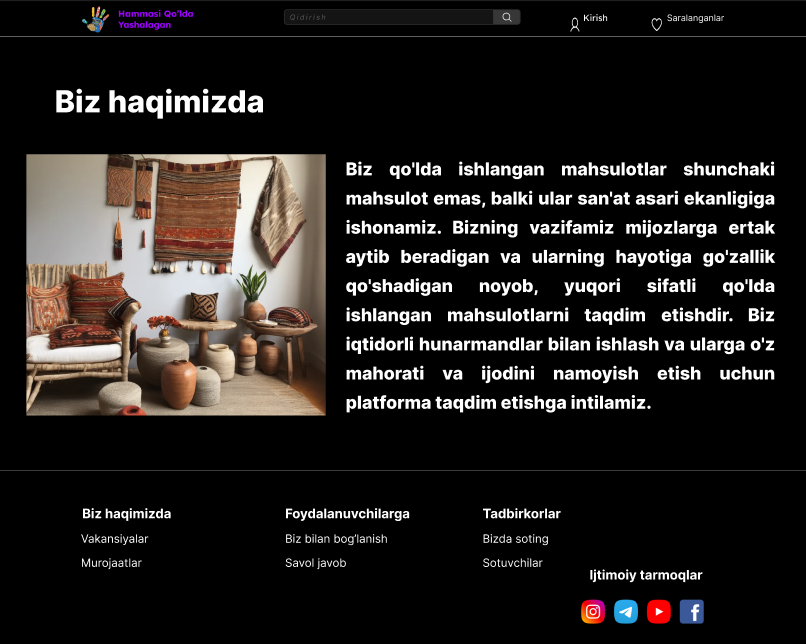 Hammasi Qo'lda
Yashalagan
Qidirish
Kirish
Saralanganlar
Biz haqimizda
Biz qo'lda ishlangan mahsulotlar shunchaki
mahsulot emas, balki ular san'at asari ekanligiga
ishonamiz. Bizning vazifamiz mijozlarga ertak
aytib beradigan va ularning hayotiga go'zallik
qo'shadigan noyob, yuqori sifatli qo'lda
ishlangan mahsulotlarni taqdim etishdir. Biz
iqtidorli hunarmandlar bilan ishlash va ularga o'z
mahorati va ijodini namoyish etish uchun
platforma taqdim etishga intilamiz.
Biz haqimizda
Vakansiyalar
Murojaatlar
Foydalanuvchilarga
Biz bilan bog'lanish
Savol javob
Tadbirkorlar
Bizda soting
Sotuvchilar
Ijtimoiy tarmoqlar